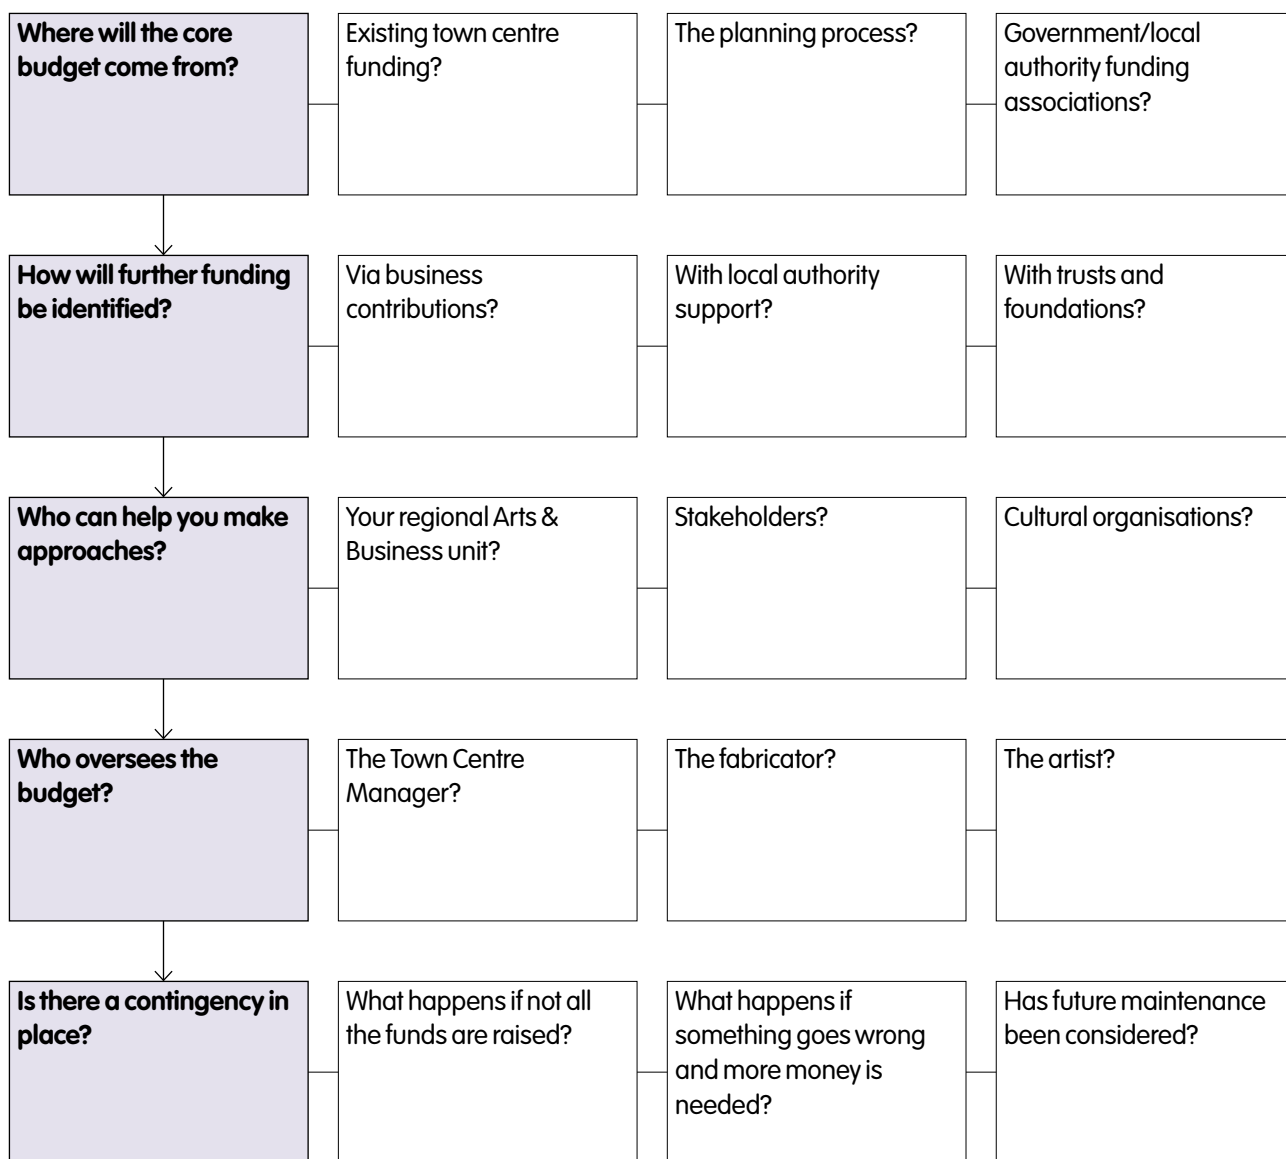 Where will the core
budget come from?
Existing town centre
funding?
The planning process?
Government/local
authority funding
associations?
How will further funding
be identified?
Via business
contributions?
With local authority
support?
With trusts and
foundations?
Who can help you make
approaches?
Your regional Arts &
Business unit?
Stakeholders?
Cultural organisations?
Who oversees the
budget?
The Town Centre
Manager?
The fabricator?
The artist?
Is there a contingency in
place?
What happens if not all
the funds are raised?
What happens if
something goes wrong
and more money is
needed?
Has future maintenance
been considered?